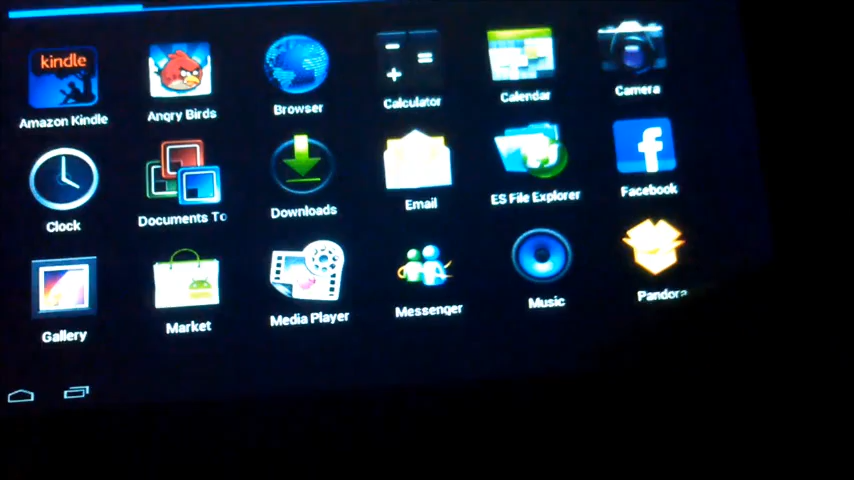 kindle
Amazon Kindle
Angry Birds
Browser
Calculator
Calendar
Camera
Clock
Documents To
Downloads
Email
ES File Explorer
Facebook
Gallery
Market
Media Player
Messenger
Music
Pandora